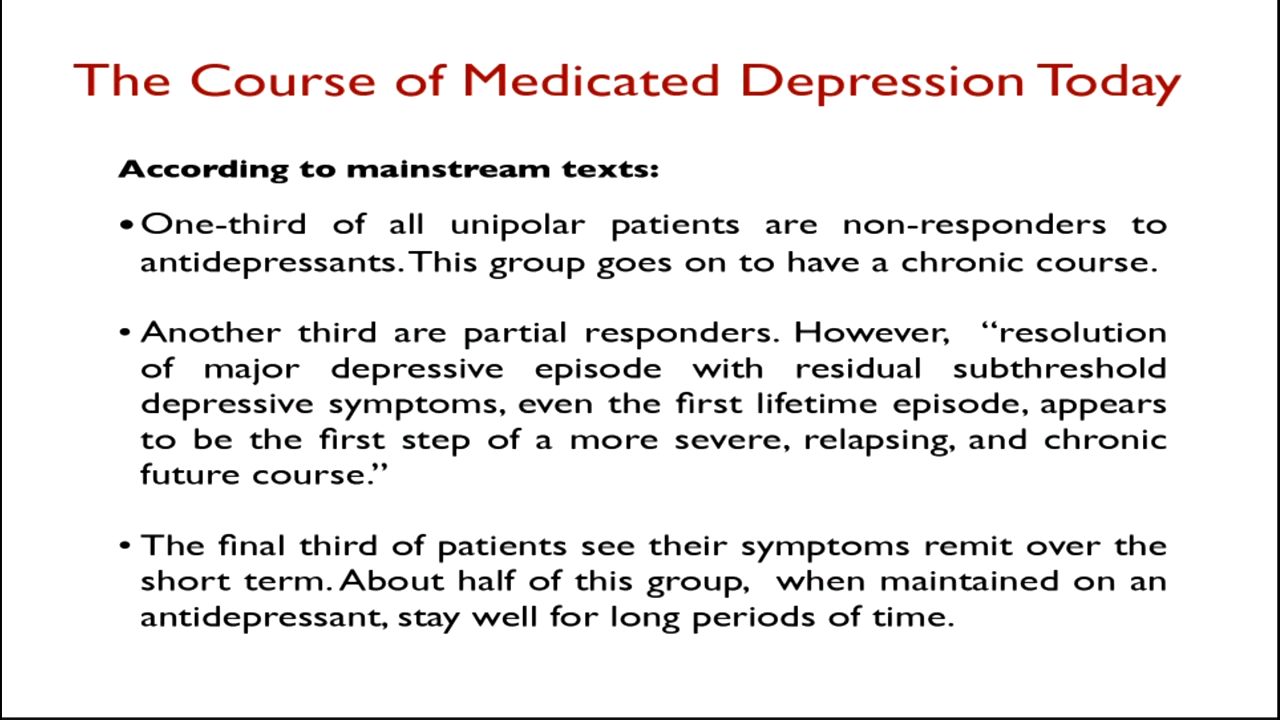 The Course of Medicated Depression Today
According to mainstream texts:
• One-third of all unipolar patients are non-responders to
antidepressants. This group goes on to have a chronic course.
• Another third are partial responders. However, “resolution
of major depressive episode with residual subthreshold
depressive symptoms, even the first lifetime episode, appears
to be the first step of a more severe, relapsing, and chronic
future course.”
• The final third of patients see their symptoms remit over the
short term. About half of this group, when maintained on an
antidepressant, stay well for long periods of time.